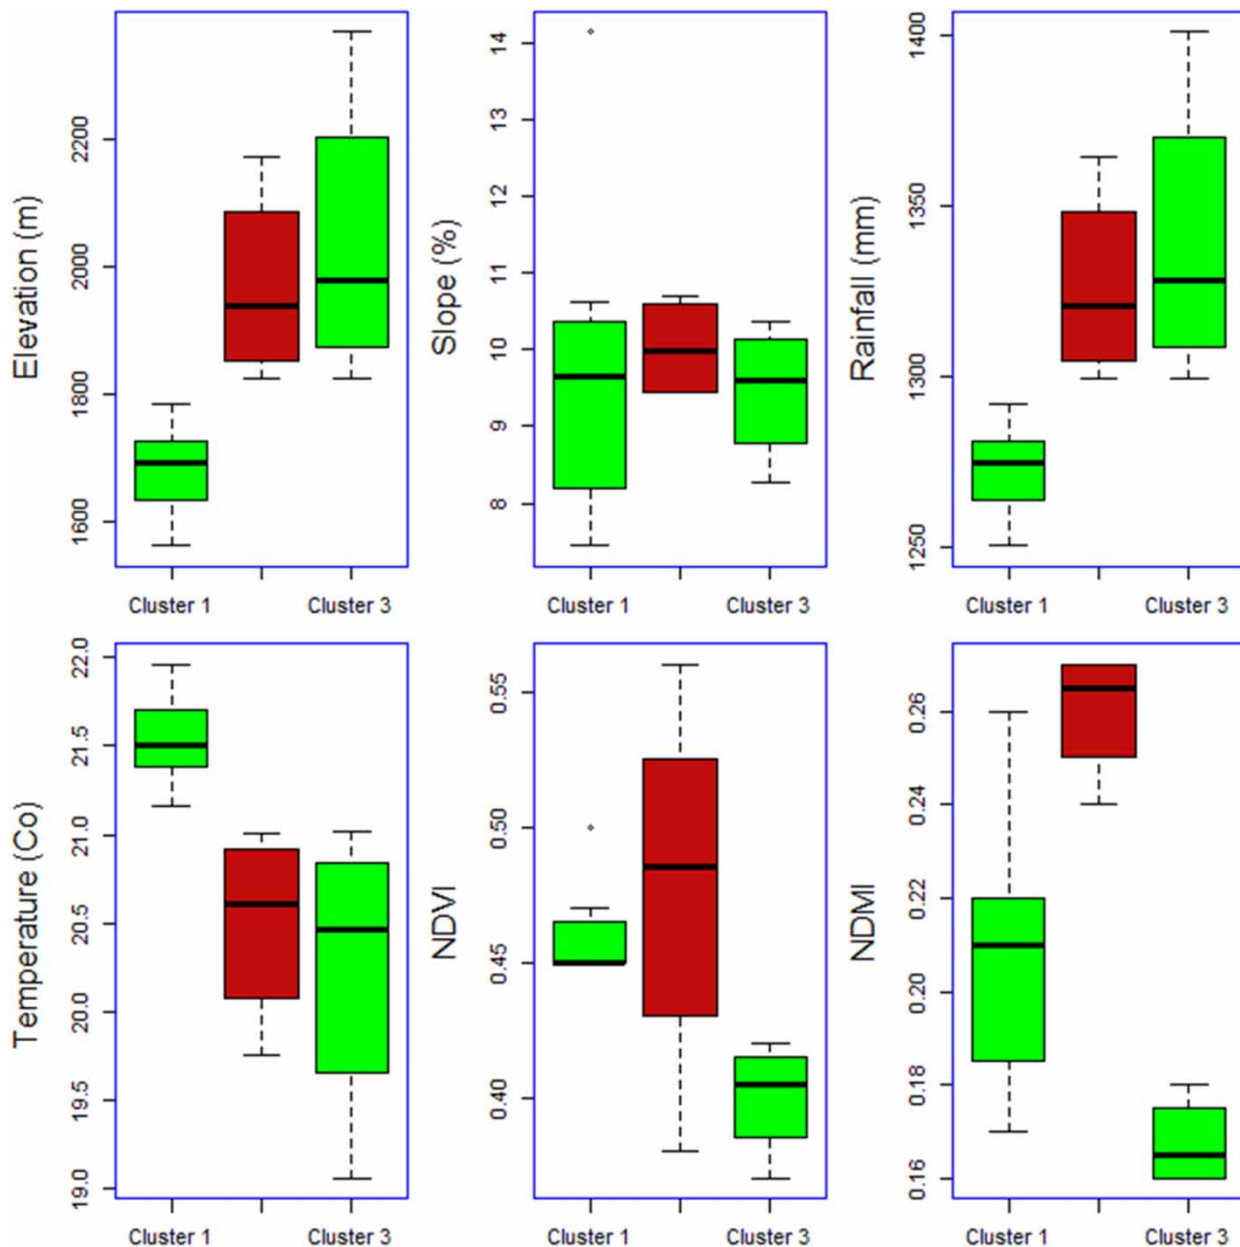 Elevation (m)
2200
2000
1800
1600
Cluster 1 Cluster 3
Slope (%)
14
13
12
11
10
9
8
Cluster 1 Cluster 3
Rainfall (mm)
1400
1350
1300
1250
Cluster 1 Cluster 3
Temperature (Co)
22.0
21.5
21.0
20.5
20.0
19.5
19.0
Cluster 1 Cluster 3
NDVI
0.55
0.50
0.45
0.40
Cluster 1 Cluster 3
NDMI
0.26
0.24
0.22
0.20
0.18
0.16
Cluster 1 Cluster 3